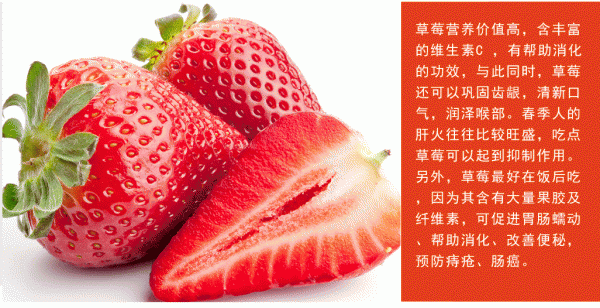 草莓营养价值高，含丰富
的维生素C ，有帮助消化
的功效，与此同时，草莓
还可以巩固齿龈，清新口
气，润泽喉部。春季人的
肝火往往比较旺盛，吃点
草莓可以起到抑制作用。
另外，草莓最好在饭后吃
，因为其含有大量果胶及
纤维素，可促进胃肠蠕动
、帮助消化、改善便秘，
预防痔疮、肠癌。